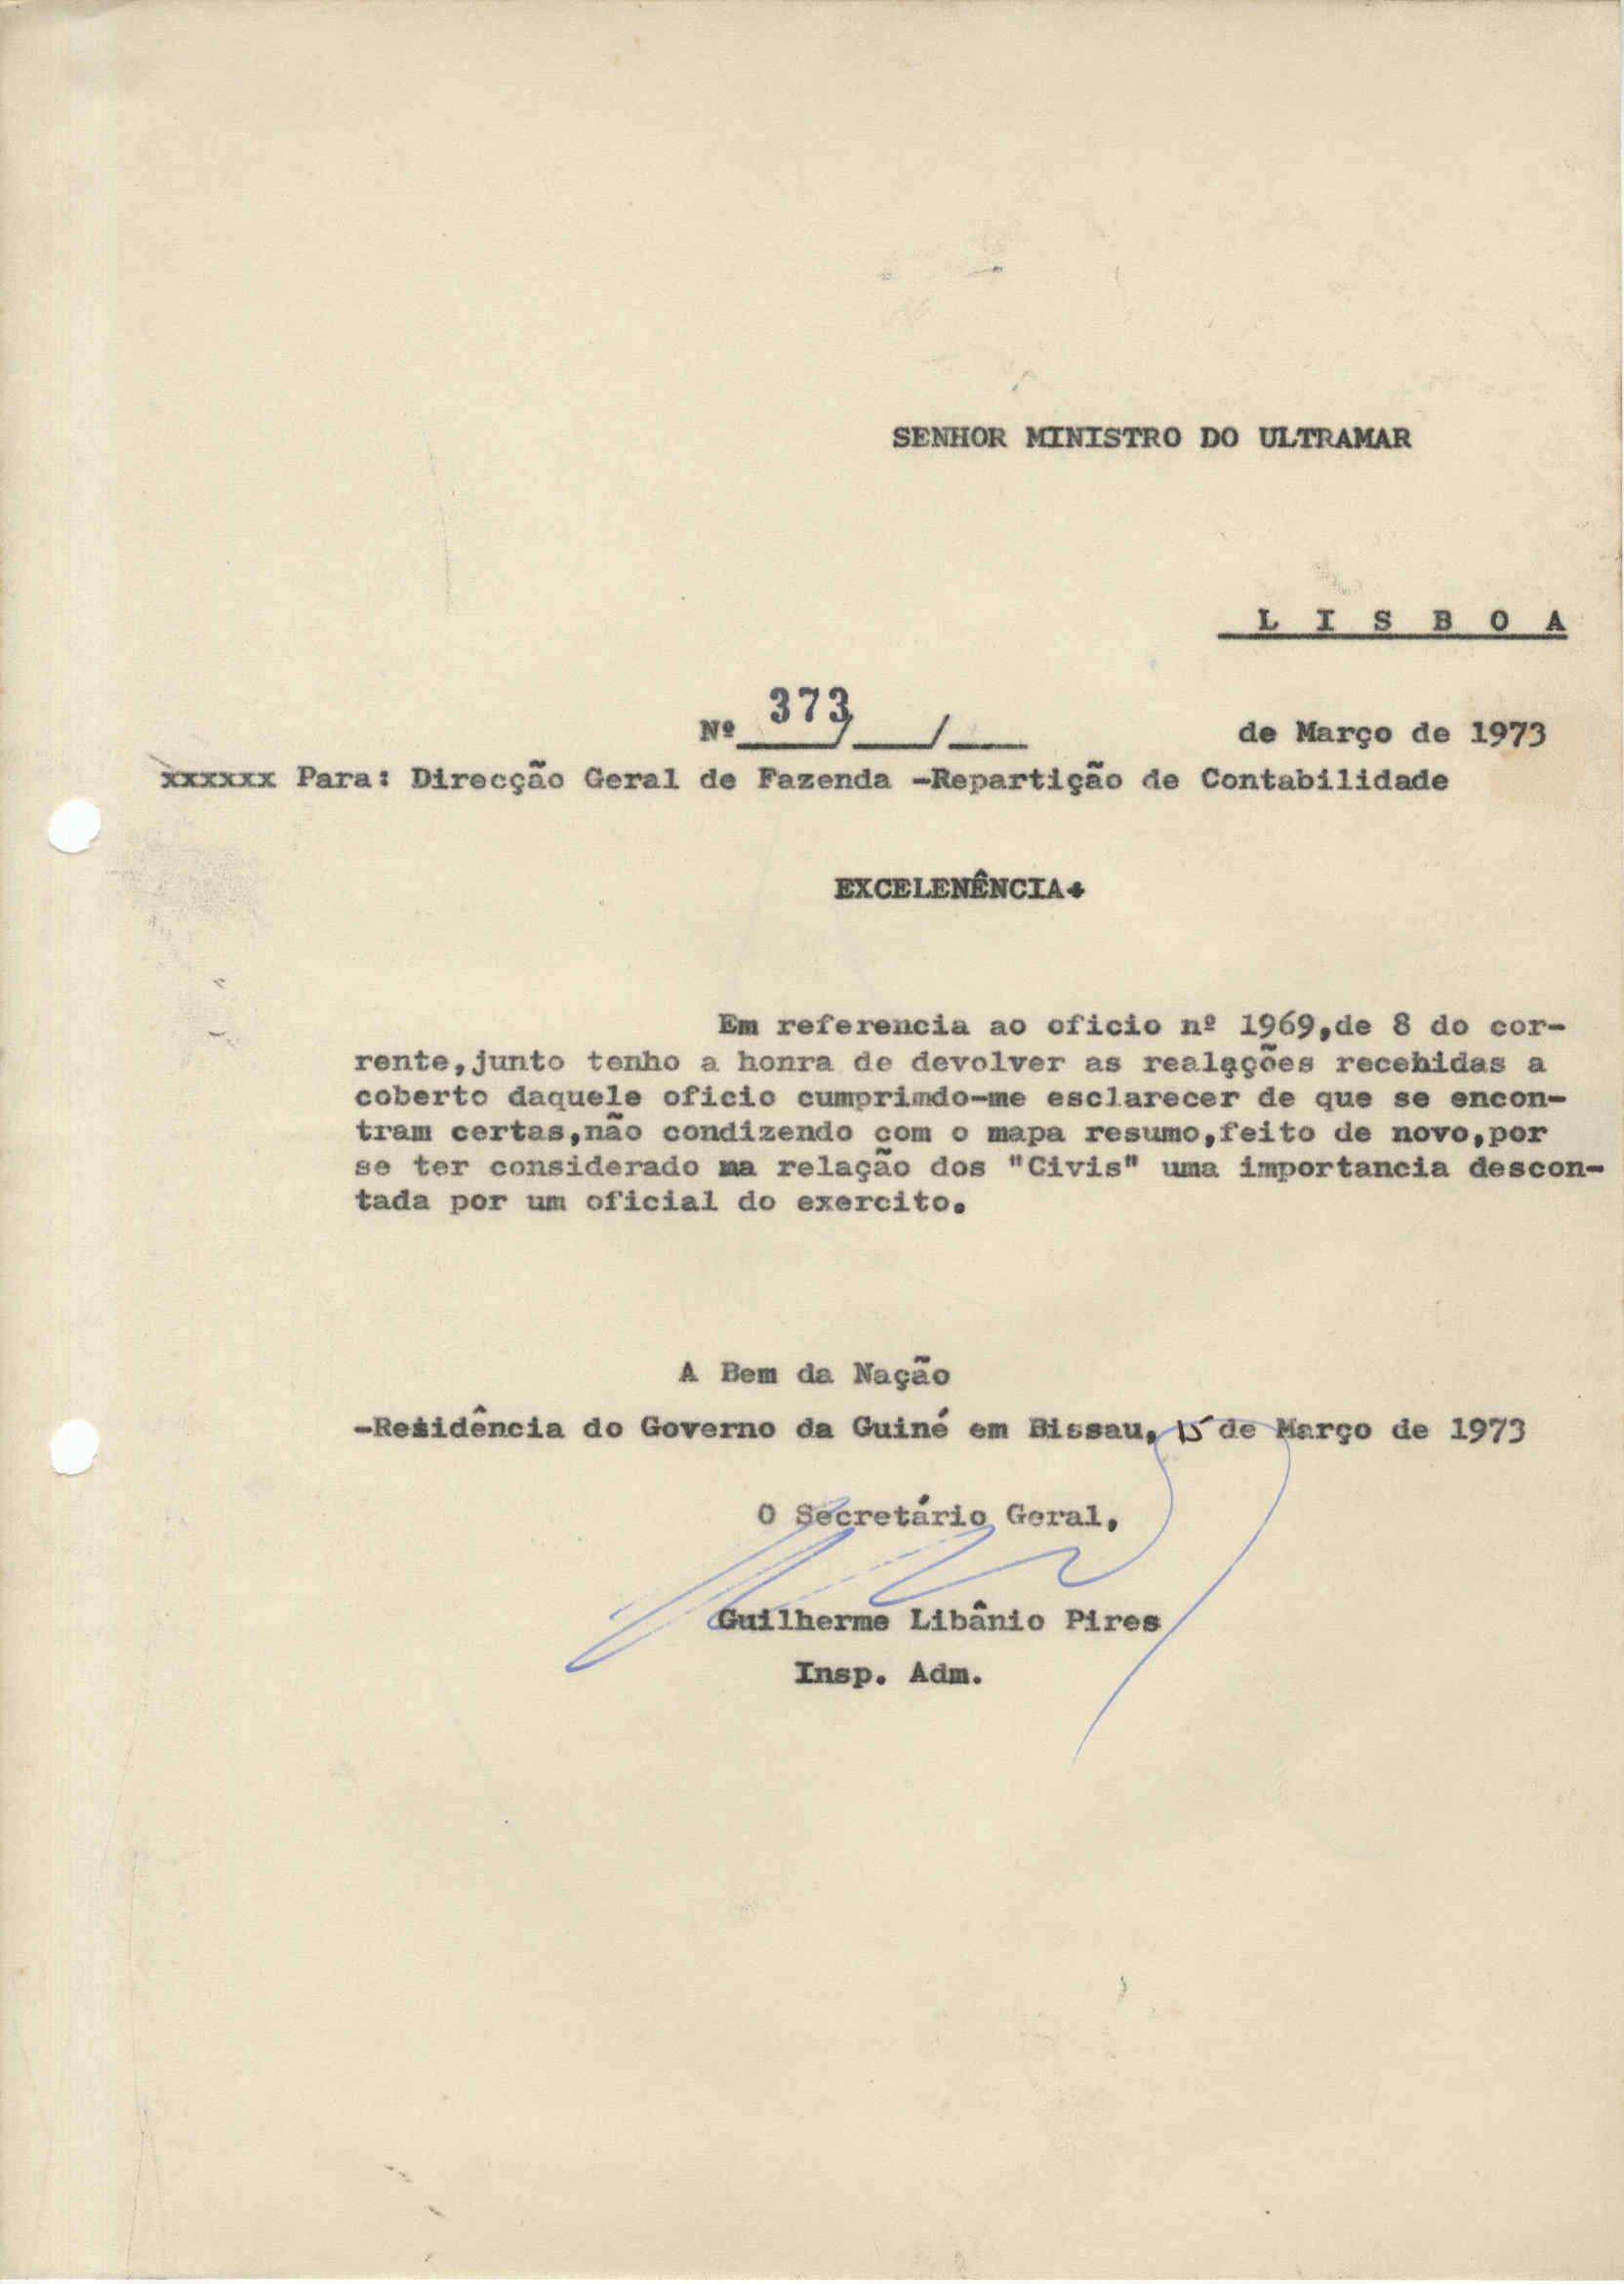 SENHOR MINISTRO DO ULTRAMAR
L I S B O A
Nº 373/___/___ de Março de 1973
xxxxxx Para: Direcção Geral de Fazenda -Repartição de Contabilidade
EXCELENÊNCIA
Em referencia ao oficio nº 1969,de 8 do cor-
rente,junto tenho a honra de devolver as realações recebidas a
coberto daquele oficio cumprindo-me esclarecer de que se encon-
tram certas,não condizendo com o mapa resumo,feito de novo,por
se ter considerado na relação dos "Civis" uma importancia descon-
tada por um oficial do exercito.
A Bem da Nação
-Residência do Governo da Guiné em Bissau, 15 de Março de 1973
O Secretário Geral,
Guilherme Libânio Pires
Insp. Adm.